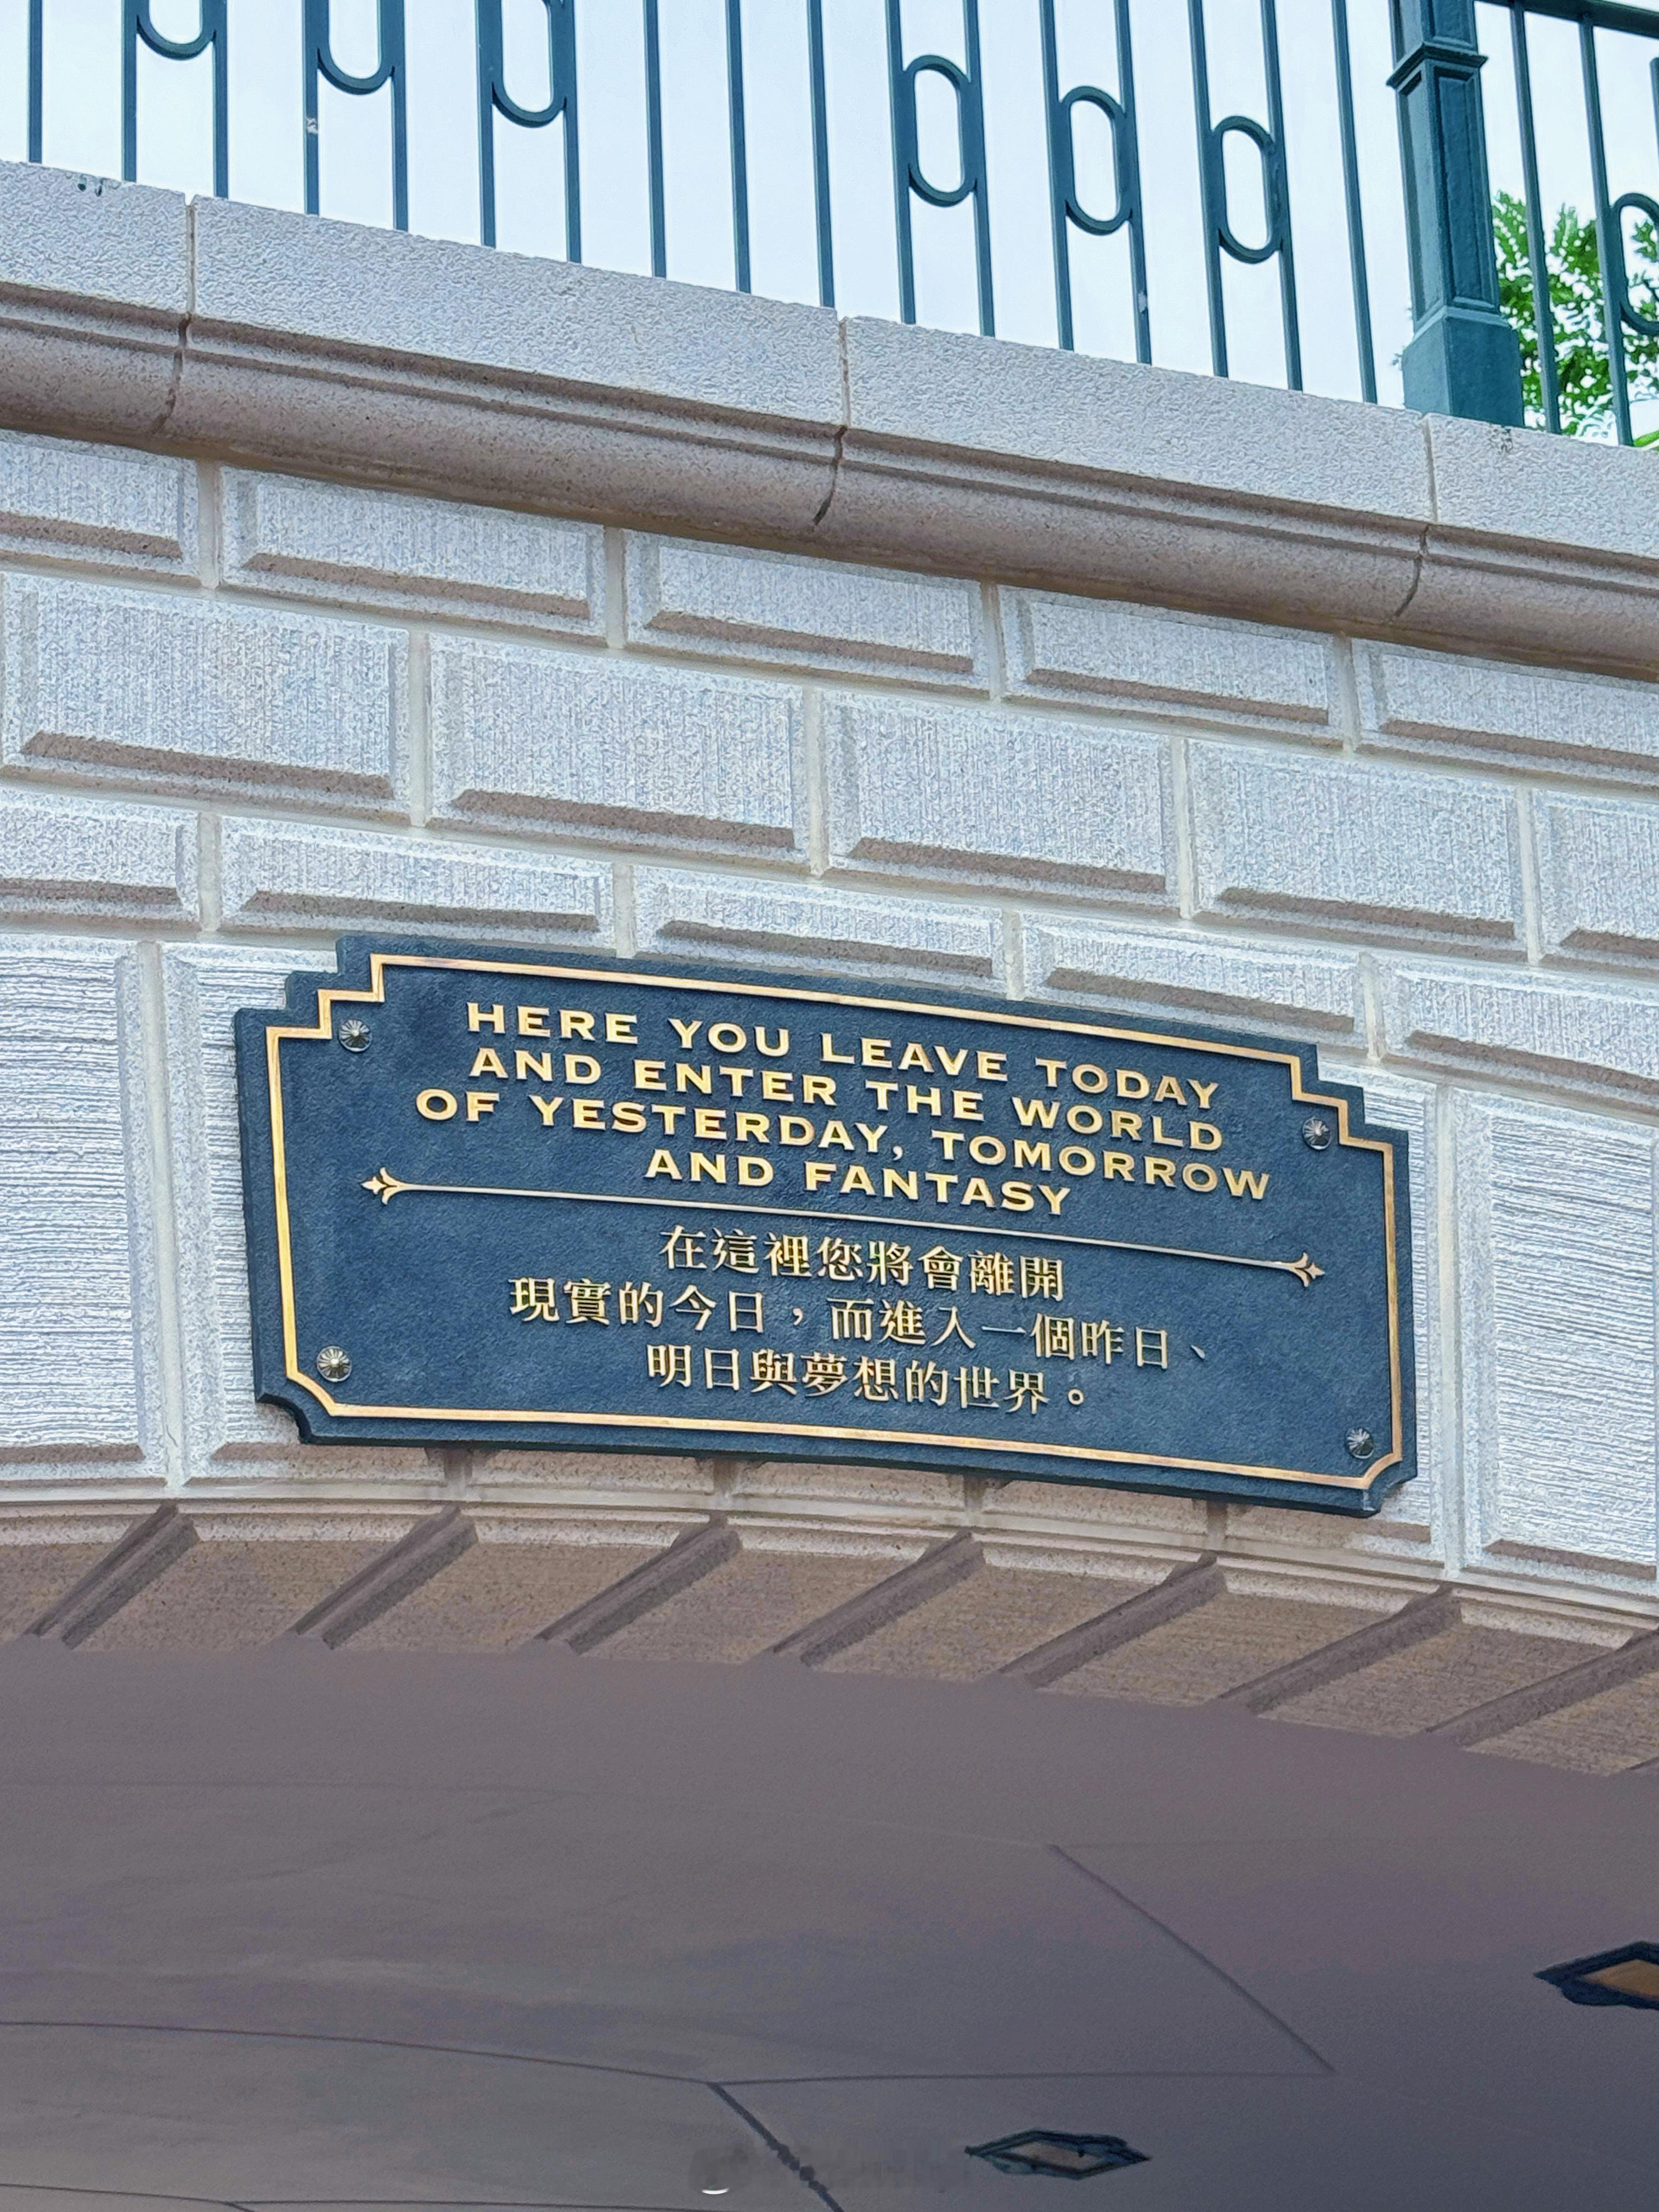 HERE YOU LEAVE TODAY
AND ENTER THE WORLD
OF YESTERDAY, TOMORROW
AND FANTASY
在這裡您將會離開
現實的今日，而進入一個昨日、
明日與夢想的世界。